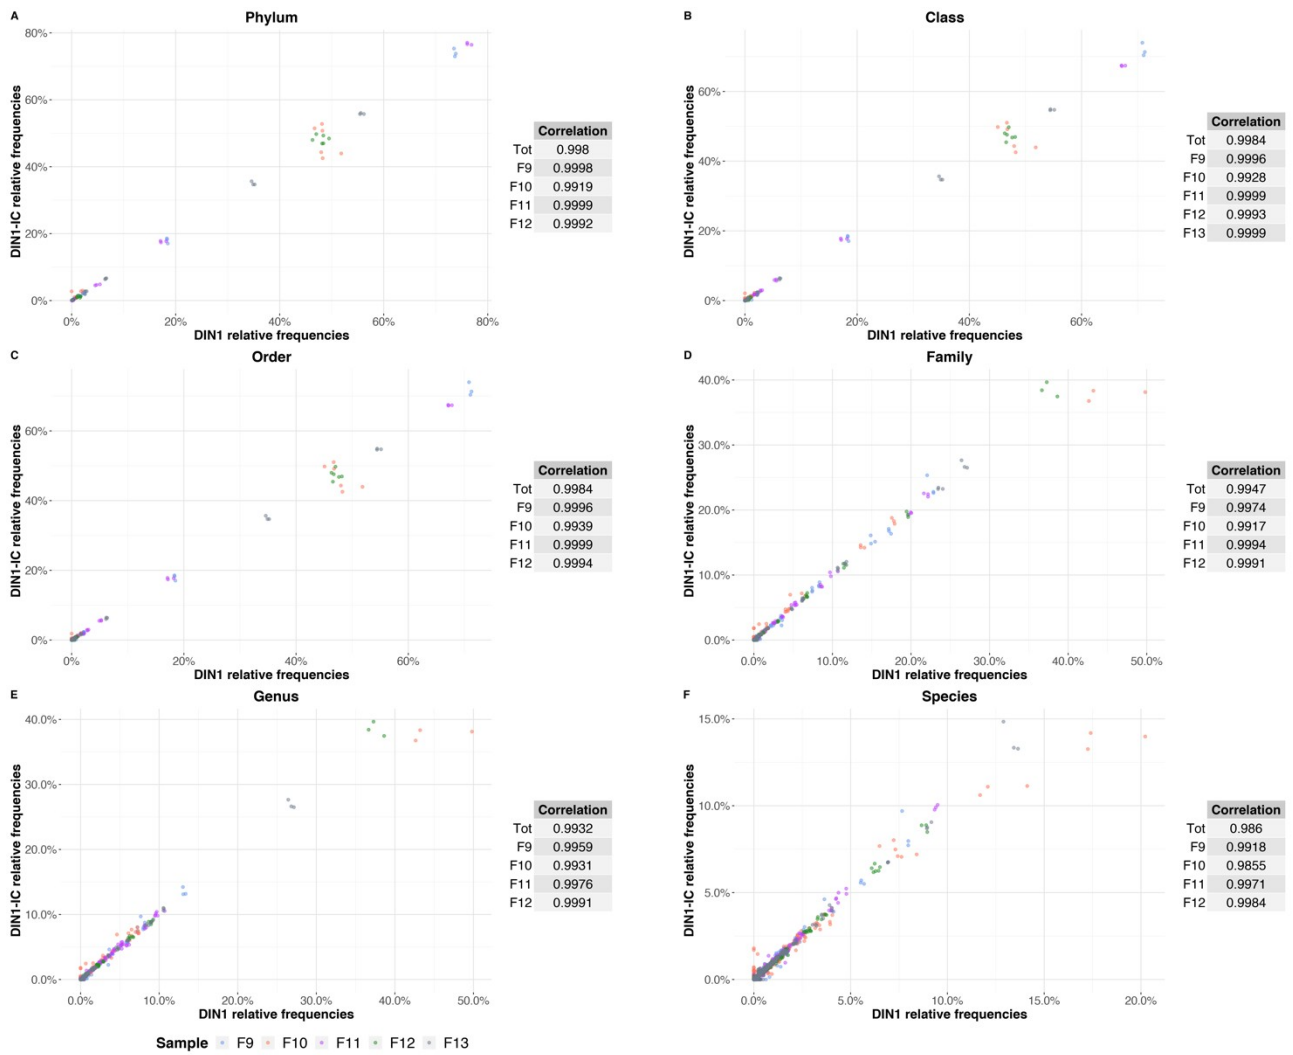 A
Phylum
80%
60%
40%
20%
0%
DIN1-IC relative frequencies
0%
20%
40%
60%
80%
DIN1 relative frequencies
Correlation
Tot 0.998
F9 0.9998
F10 0.9919
F11 0.9999
F12 0.9992
B
Class
60%
40%
20%
0%
DIN1-IC relative frequencies
0%
20%
40%
60%
DIN1 relative frequencies
Correlation
Tot 0.9984
F9 0.9996
F10 0.9928
F11 0.9999
F12 0.9993
F13 0.9999
C
Order
60%
40%
20%
0%
DIN1-IC relative frequencies
0%
20%
40%
60%
DIN1 relative frequencies
Correlation
Tot 0.9984
F9 0.9996
F10 0.9939
F11 0.9999
F12 0.9994
D
Family
40.0%
30.0%
20.0%
10.0%
0.0%
DIN1-IC relative frequencies
0.0%
10.0%
20.0%
30.0%
40.0%
50.0%
DIN1 relative frequencies
Correlation
Tot 0.9947
F9 0.9974
F10 0.9917
F11 0.9994
F12 0.9991
E
Genus
40.0%
30.0%
20.0%
10.0%
0.0%
DIN1-IC relative frequencies
0.0%
10.0%
20.0%
30.0%
40.0%
50.0%
DIN1 relative frequencies
Correlation
Tot 0.9932
F9 0.9959
F10 0.9931
F11 0.9976
F12 0.9991
F
Species
15.0%
10.0%
5.0%
0.0%
DIN1-IC relative frequencies
0.0%
5.0%
10.0%
15.0%
20.0%
DIN1 relative frequencies
Correlation
Tot 0.986
F9 0.9918
F10 0.9855
F11 0.9971
F12 0.9984
Sample F9 F10 F11 F12 F13